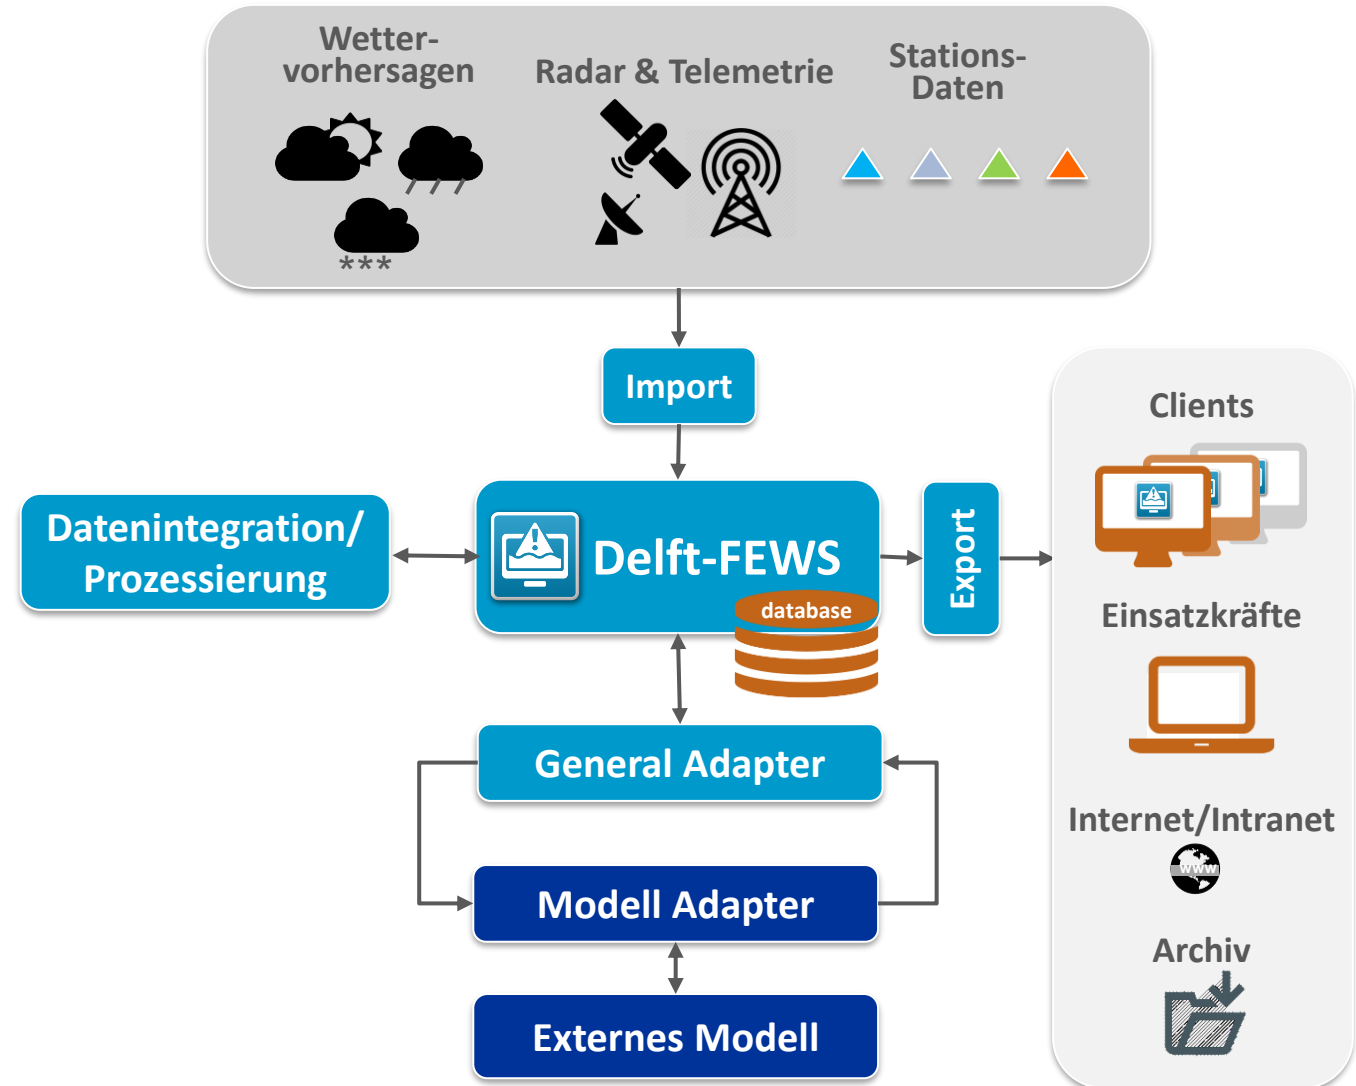 Wetter-
vorhersagen
Radar & Telemetrie
Stations-
Daten
***
Import
Datenintegration/
Prozessierung
Delft-FEWS
database
Export
General Adapter
Modell Adapter
Externes Modell
Clients
Einsatzkräfte
Internet/Intranet
www
Archiv